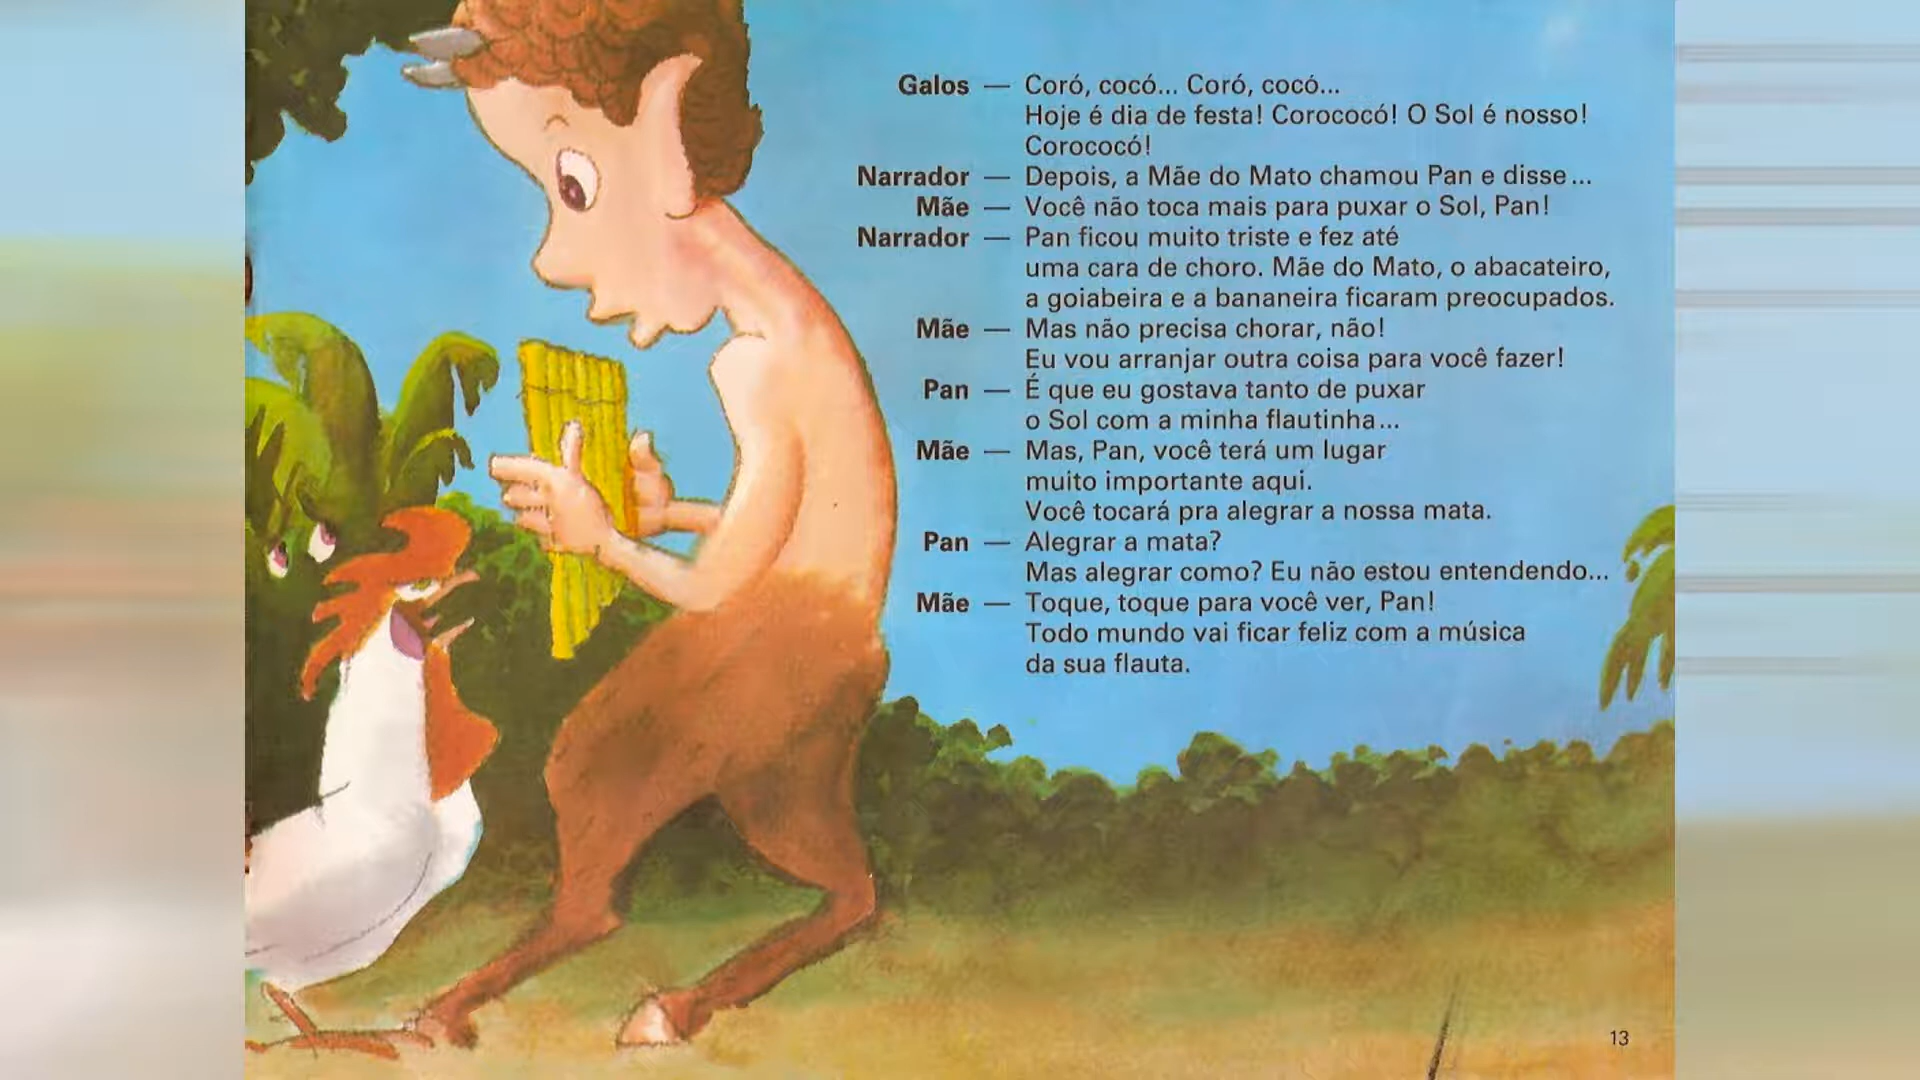 Galos — Coró, cocó... Coró, cocó...
Hoje é dia de festa! Corococó! O Sol é nosso!
Corococó!
Narrador — Depois, a Mãe do Mato chamou Pan e disse...
Mãe — Você não toca mais para puxar o Sol, Pan!
Narrador — Pan ficou muito triste e fez até
uma cara de choro. Mãe do Mato, o abacateiro,
a goiabeira e a bananeira ficaram preocupados.
Mãe — Mas não precisa chorar, não!
Eu vou arranjar outra coisa para você fazer!
Pan — É que eu gostava tanto de puxar
o Sol com a minha flautinha...
Mãe — Mas, Pan, você terá um lugar
muito importante aqui.
Você tocará pra alegrar a nossa mata.
Pan — Alegrar a mata?
Mas alegrar como? Eu não estou entendendo...
Mãe — Toque, toque para você ver, Pan!
Todo mundo vai ficar feliz com a música
da sua flauta.
13